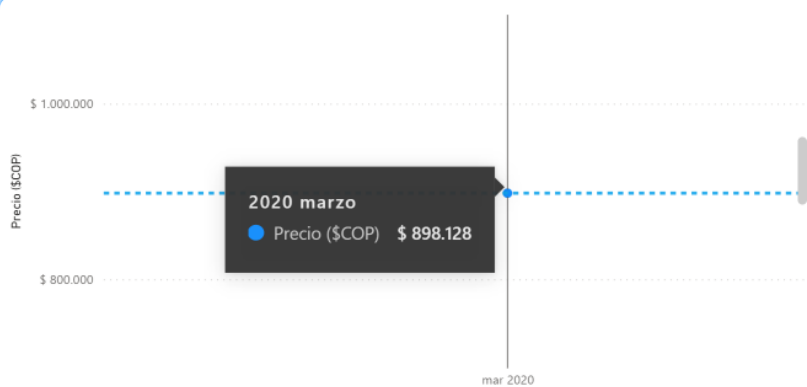 $ 1.000.000
Precio ($COP)
2020 marzo
Precio ($COP) $ 898.128
$ 800.000
mar 2020